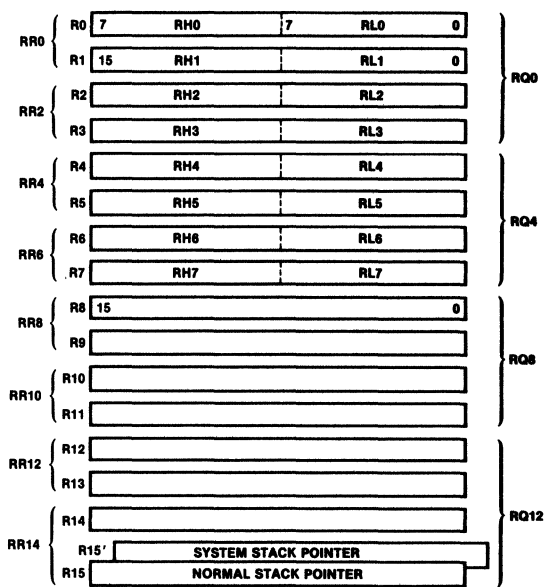 RR0 R0 7 RH0 7 RL0 0
R1 15 RH1 RL1 0
RQ0
RR2 R2 RH2 RL2
R3 RH3 RL3
RR4 R4 RH4 RL4
R5 RH5 RL5
RQ4
RR6 R6 RH6 RL6
R7 RH7 RL7
RR8 R8 15 0
R9
RQ8
RR10 R10
R11
RR12 R12
R13
RQ12
RR14 R14
R15′ SYSTEM STACK POINTER
R15 NORMAL STACK POINTER